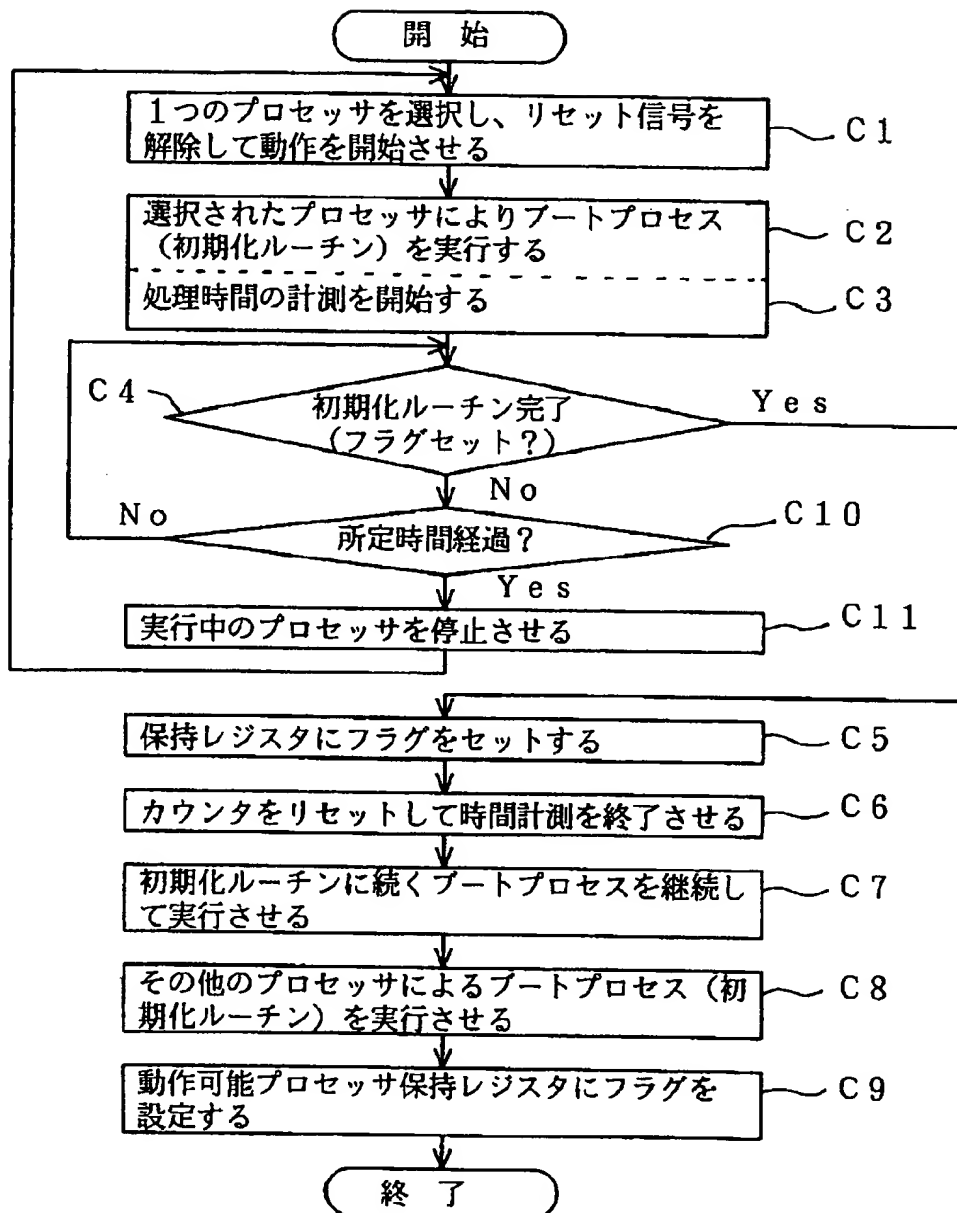 開 始
1つのプロセッサを選択し、リセット信号を
解除して動作を開始させる
C1
選択されたプロセッサによりブートプロセス
(初期化ルーチン)を実行する
C2
処理時間の計測を開始する
C3
C4
初期化ルーチン完了
(フラグセット?)
Yes
No
No
所定時間経過?
C10
Yes
実行中のプロセッサを停止させる
C11
保持レジスタにフラグをセットする
C5
カウンタをリセットして時間計測を終了させる
C6
初期化ルーチンに続くブートプロセスを継続し
て実行させる
C7
その他のプロセッサによるブートプロセス(初
期化ルーチン)を実行させる
C8
動作可能プロセッサ保持レジスタにフラグを
設定する
C9
終 了